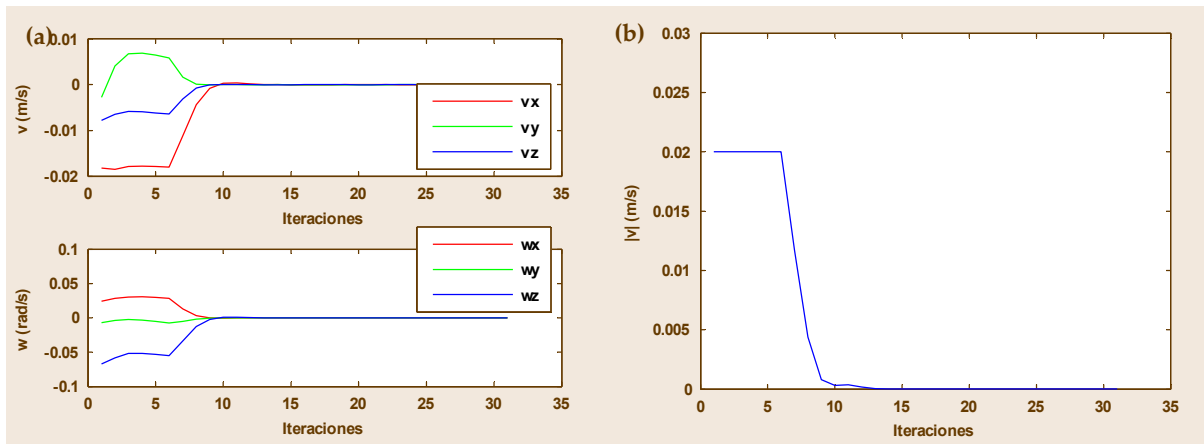 (a)
0.01
0
-0.01
-0.02
v (m/s)
vx
vy
vz
0 5 10 15 20 25 30 35
Iteraciones
0.1
0.05
0
-0.05
-0.1
w (rad/s)
wx
wy
wz
0 5 10 15 20 25 30 35
Iteraciones
(b)
0.03
0.025
0.02
0.015
0.01
0.005
0
|v| (m/s)
0 5 10 15 20 25 30 35
Iteraciones